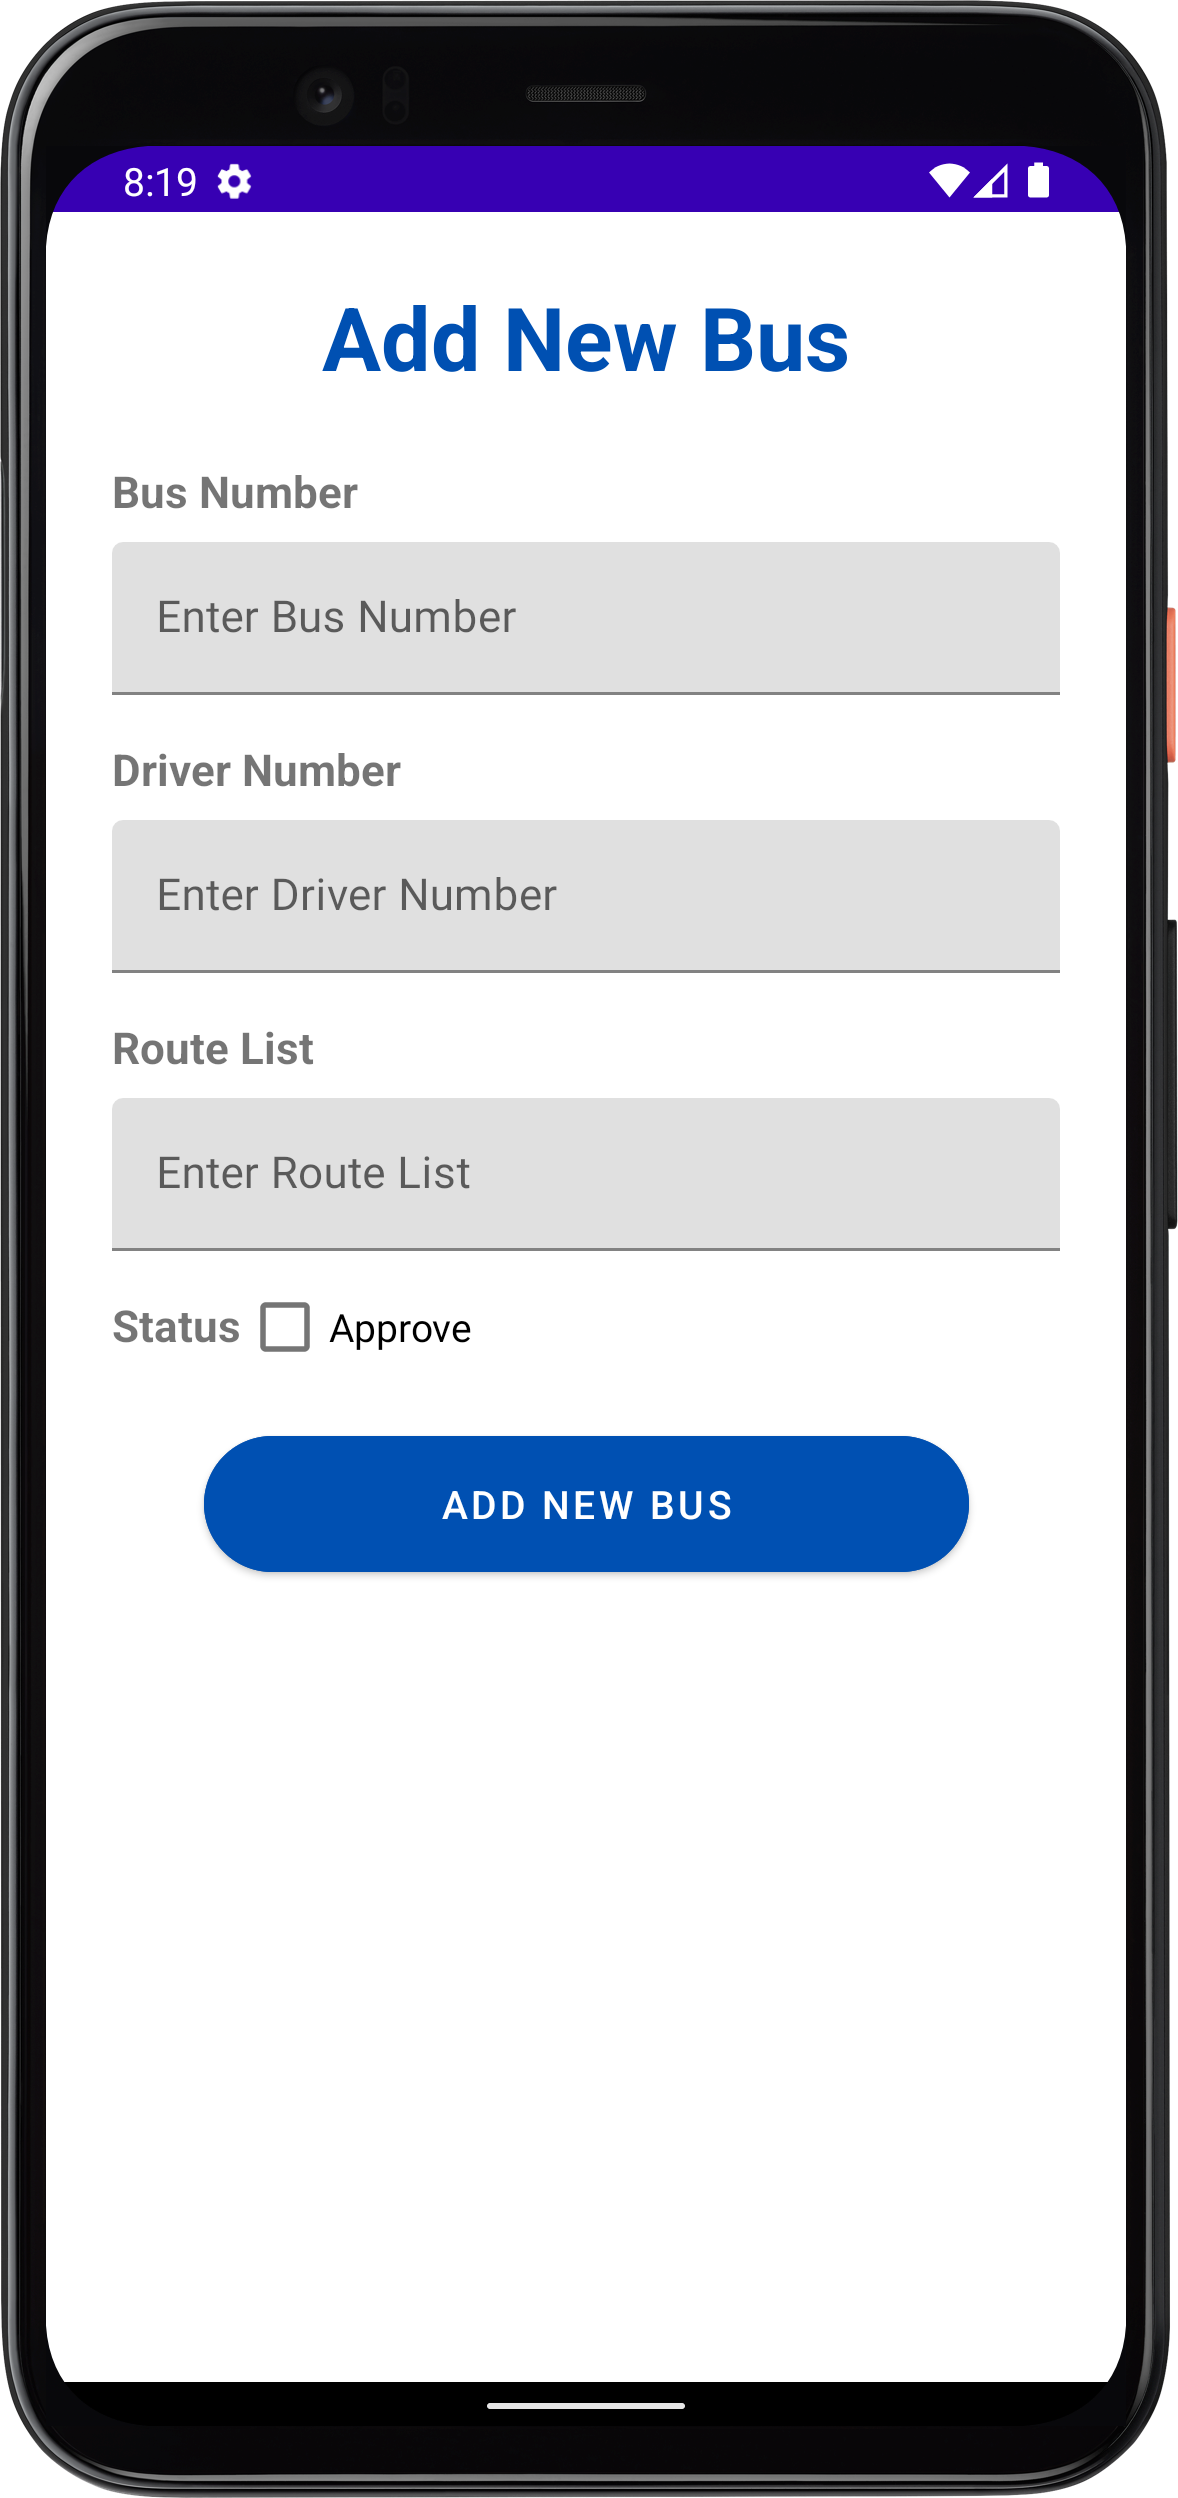 8:19
Add New Bus
Bus Number
Enter Bus Number
Driver Number
Enter Driver Number
Route List
Enter Route List
Status Approve
ADD NEW BUS